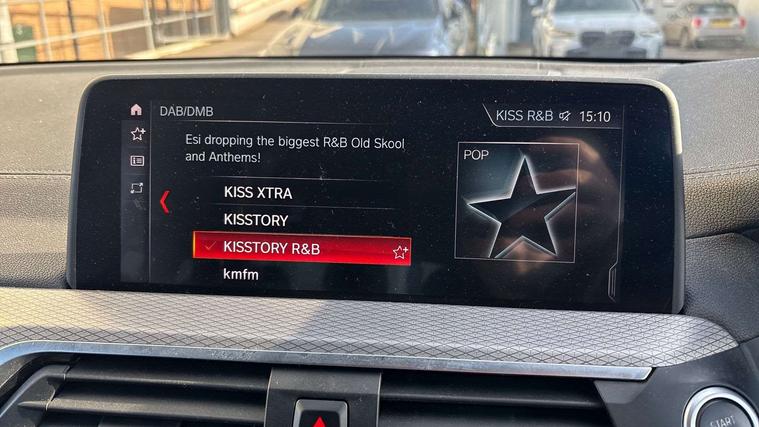 DAB/DMB
KISS R&B 15:10
Esi dropping the biggest R&B Old Skool
and Anthems!
POP
KISS XTRA
KISSTORY
KISSTORY R&B
kmfm
START